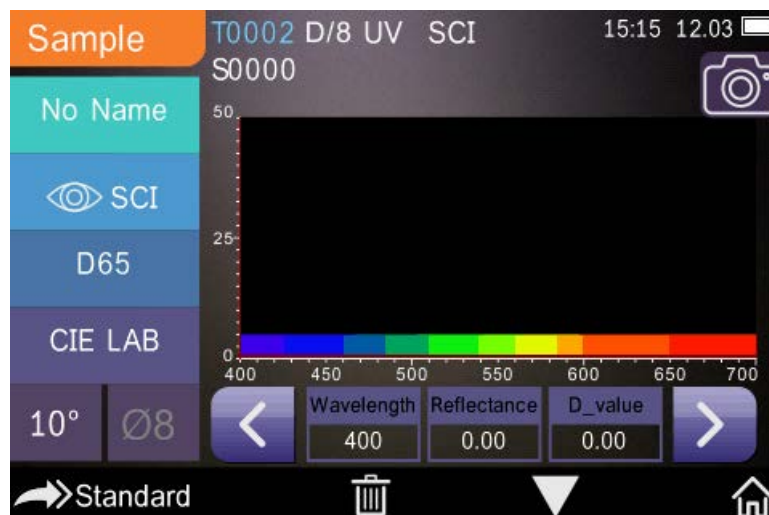 Sample
T0002 D/8 UV SCI 15:15 12.03
S0000
No Name
SCI
D65
CIE LAB
10° Ø8
50
25
0
400 450 500 550 600 650 700
Wavelength Reflectance D_value
400 0.00 0.00
Standard